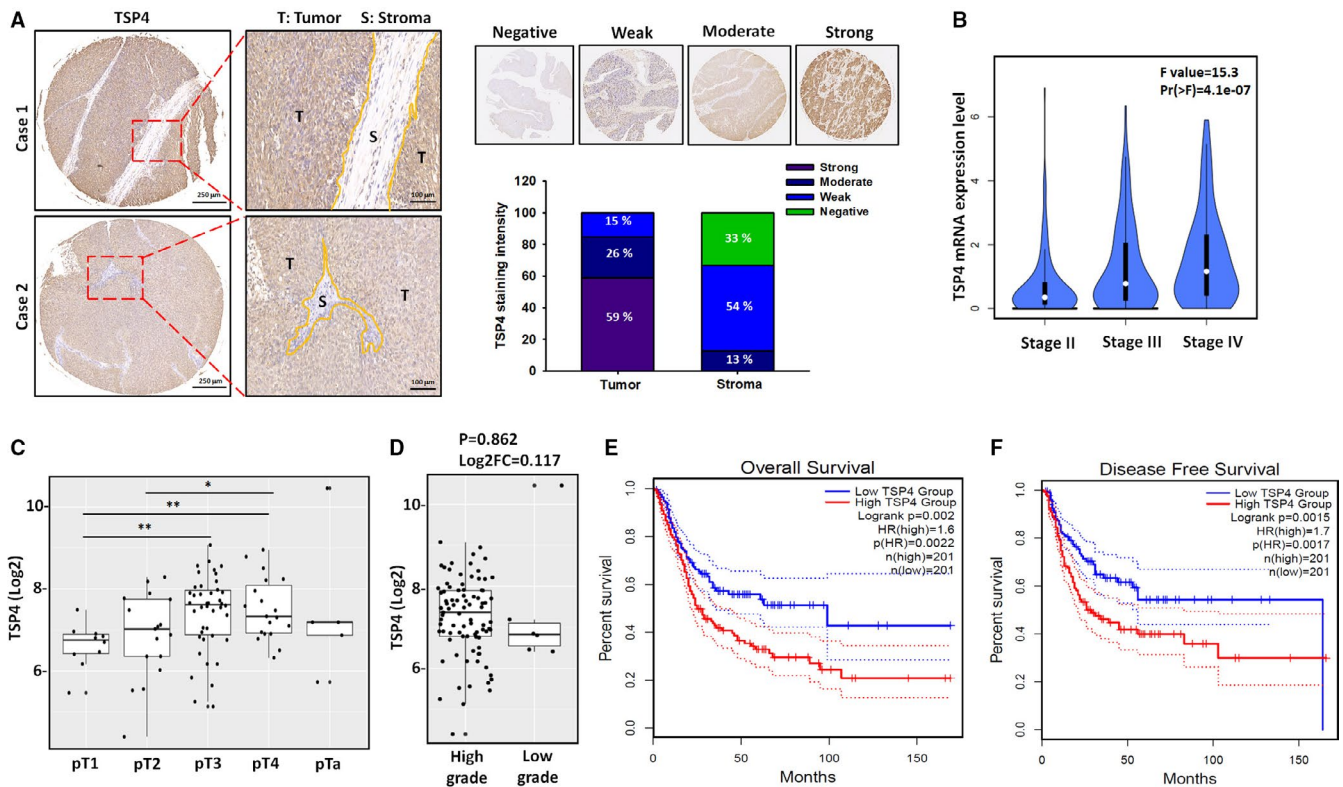 A
TSP4
T: Tumor S: Stroma
Case 1
T
S
T
250 µm
100 µm
Case 2
T
S
T
250 µm
100 µm
Negative
Weak
Moderate
Strong
Strong
Moderate
Weak
Negative
TSP4 staining intensity
120
100
80
60
40
20
0
15 %
26 %
59 %
33 %
54 %
13 %
Tumor
Stroma
B
F value=15.3
Pr(>F)=4.1e-07
TSP4 mRNA expression level
6
4
2
0
Stage II
Stage III
Stage IV
C
*
**
**
TSP4 (Log2)
10
8
6
pT1
pT2
pT3
pT4
pTa
D
P=0.862
Log2FC=0.117
TSP4 (Log2)
10
8
6
High
grade
Low
grade
E
Overall Survival
Low TSP4 Group
High TSP4 Group
Logrank p=0.002
HR(high)=1.6
p(HR)=0.0022
n(high)=201
n(low)=201
Percent survival
1.0
0.8
0.6
0.4
0.2
0.0
0
50
100
150
Months
F
Disease Free Survival
Low TSP4 Group
High TSP4 Group
Logrank p=0.0015
HR(high)=1.7
p(HR)=0.0017
n(high)=201
n(low)=201
Percent survival
1.0
0.8
0.6
0.4
0.2
0.0
0
50
100
150
Months